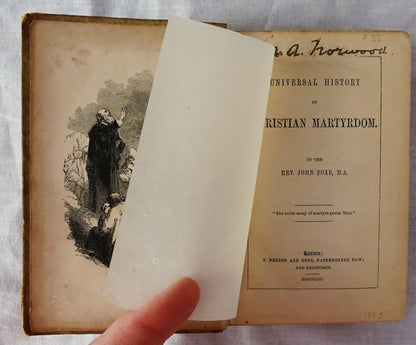 A. Norwood.
UNIVERSAL HISTORY
OF
CHRISTIAN MARTYRDOM.
BY THE
REV. JOHN FOXE, M.A.
"The noble army of martyrs praise Thee."
London:
T. NELSON AND SONS, PATERNOSTER ROW;
AND EDINBURGH.